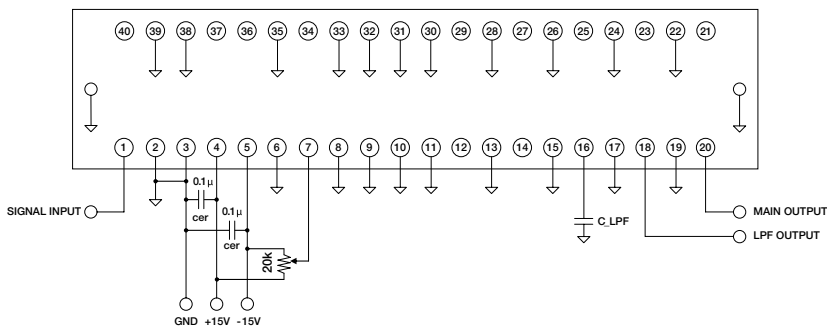 40 39 38 37 36 35 34 33 32 31 30 29 28 27 26 25 24 23 22 21
1 2 3 4 5 6 7 8 9 10 11 12 13 14 15 16 17 18 19 20
0.1μ
cer
0.1μ
cer
SIGNAL INPUT
C_LPF
MAIN OUTPUT
LPF OUTPUT
20k
GND +15V -15V